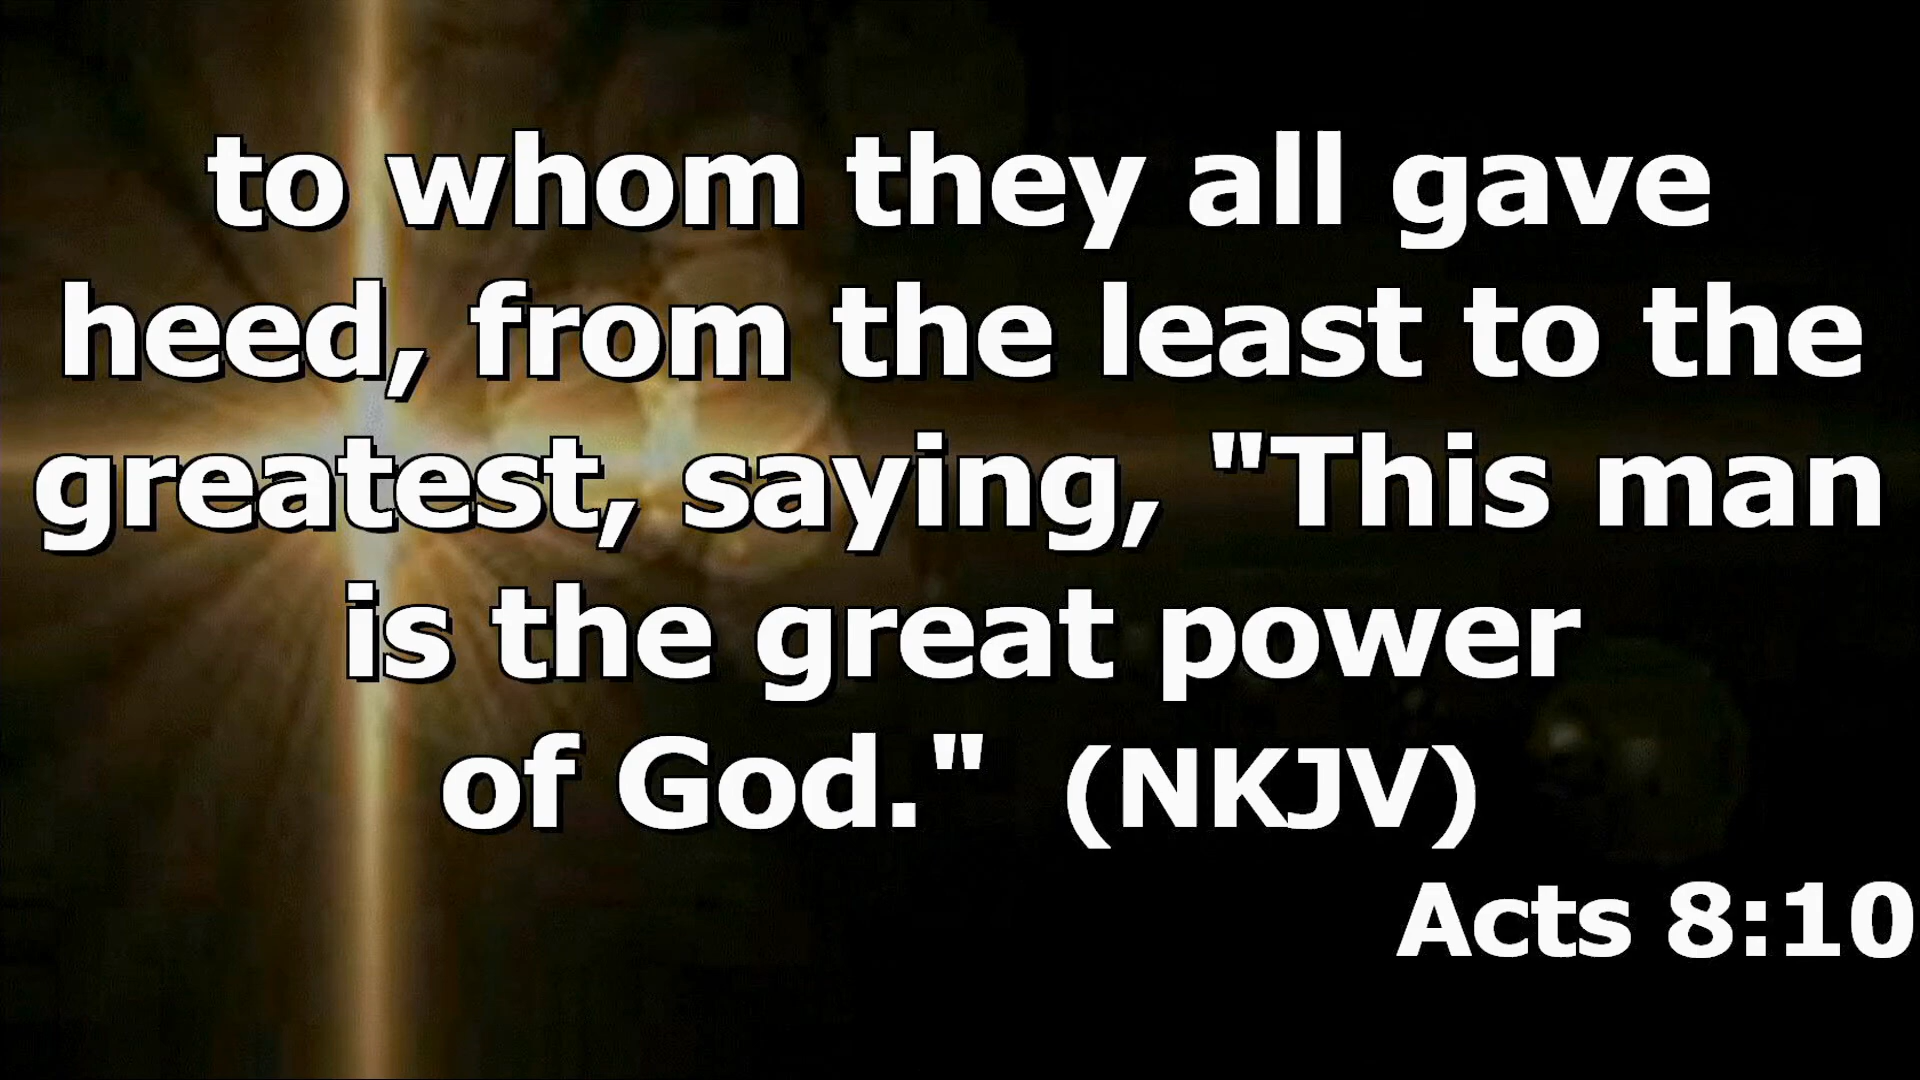 to whom they all gave
heed, from the least to the
greatest, saying, "This man
is the great power
of God."  (NKJV)
Acts 8:10